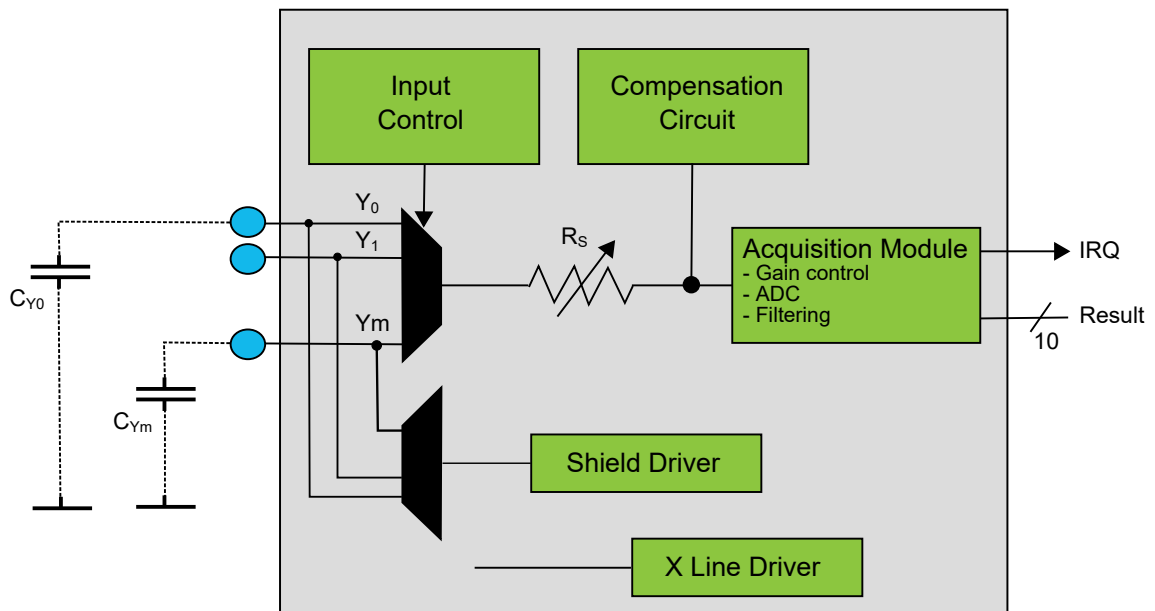 Input
Control
Compensation
Circuit
Y0
Y1
Ym
RS
Acquisition Module
- Gain control
- ADC
- Filtering
IRQ
Result
10
CY0
CYm
Shield Driver
X Line Driver